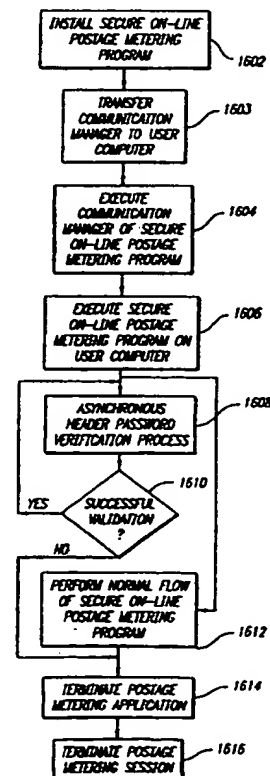 INSTALL SECURE ON-LINE
POSTAGE METERING
PROGRAM
1602
TRANSFER
COMMUNICATION
MANAGER TO USER
COMPUTER
1603
EXECUTE
COMMUNICATION
MANAGER OF SECURE
ON-LINE POSTAGE
METERING PROGRAM
1604
EXECUTE SECURE
ON-LINE POSTAGE
METERING PROGRAM ON
USER COMPUTER
1606
ASYNCHRONOUS
HEADER PASSWORD
VERIFICATION PROCESS
1608
1610
SUCCESSFUL
VALIDATION
?
YES
NO
PERFORM NORMAL FLOW
OF SECURE ON-LINE
POSTAGE METERING
PROGRAM
1612
TERMINATE POSTAGE
METERING APPLICATION
1614
TERMINATE POSTAGE
METERING SESSION
1616